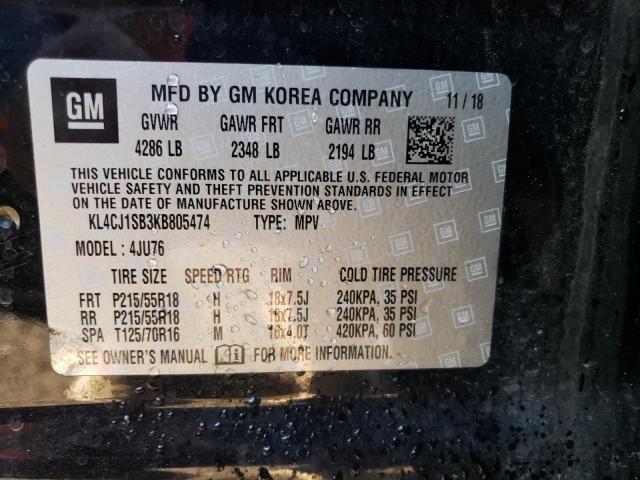 GM
MFD BY GM KOREA COMPANY 11 / 18
GVWR GAWR FRT GAWR RR
4286 LB 2348 LB 2194 LB
THIS VEHICLE CONFORMS TO ALL APPLICABLE U.S. FEDERAL MOTOR
VEHICLE SAFETY AND THEFT PREVENTION STANDARDS IN EFFECT
ON THE DATE OF MANUFACTURE SHOWN ABOVE.
KL4CJ1SB3KB805474 TYPE: MPV
MODEL : 4JU76
TIRE SIZE SPEED RTG RIM COLD TIRE PRESSURE
FRT P215/55R18 H 18x7.5J 240KPA, 35 PSI
RR P215/55R18 H 18x7.5J 240KPA, 35 PSI
SPA T125/70R16 M 16x4.0T 420KPA, 60 PSI
SEE OWNER'S MANUAL FOR MORE INFORMATION.